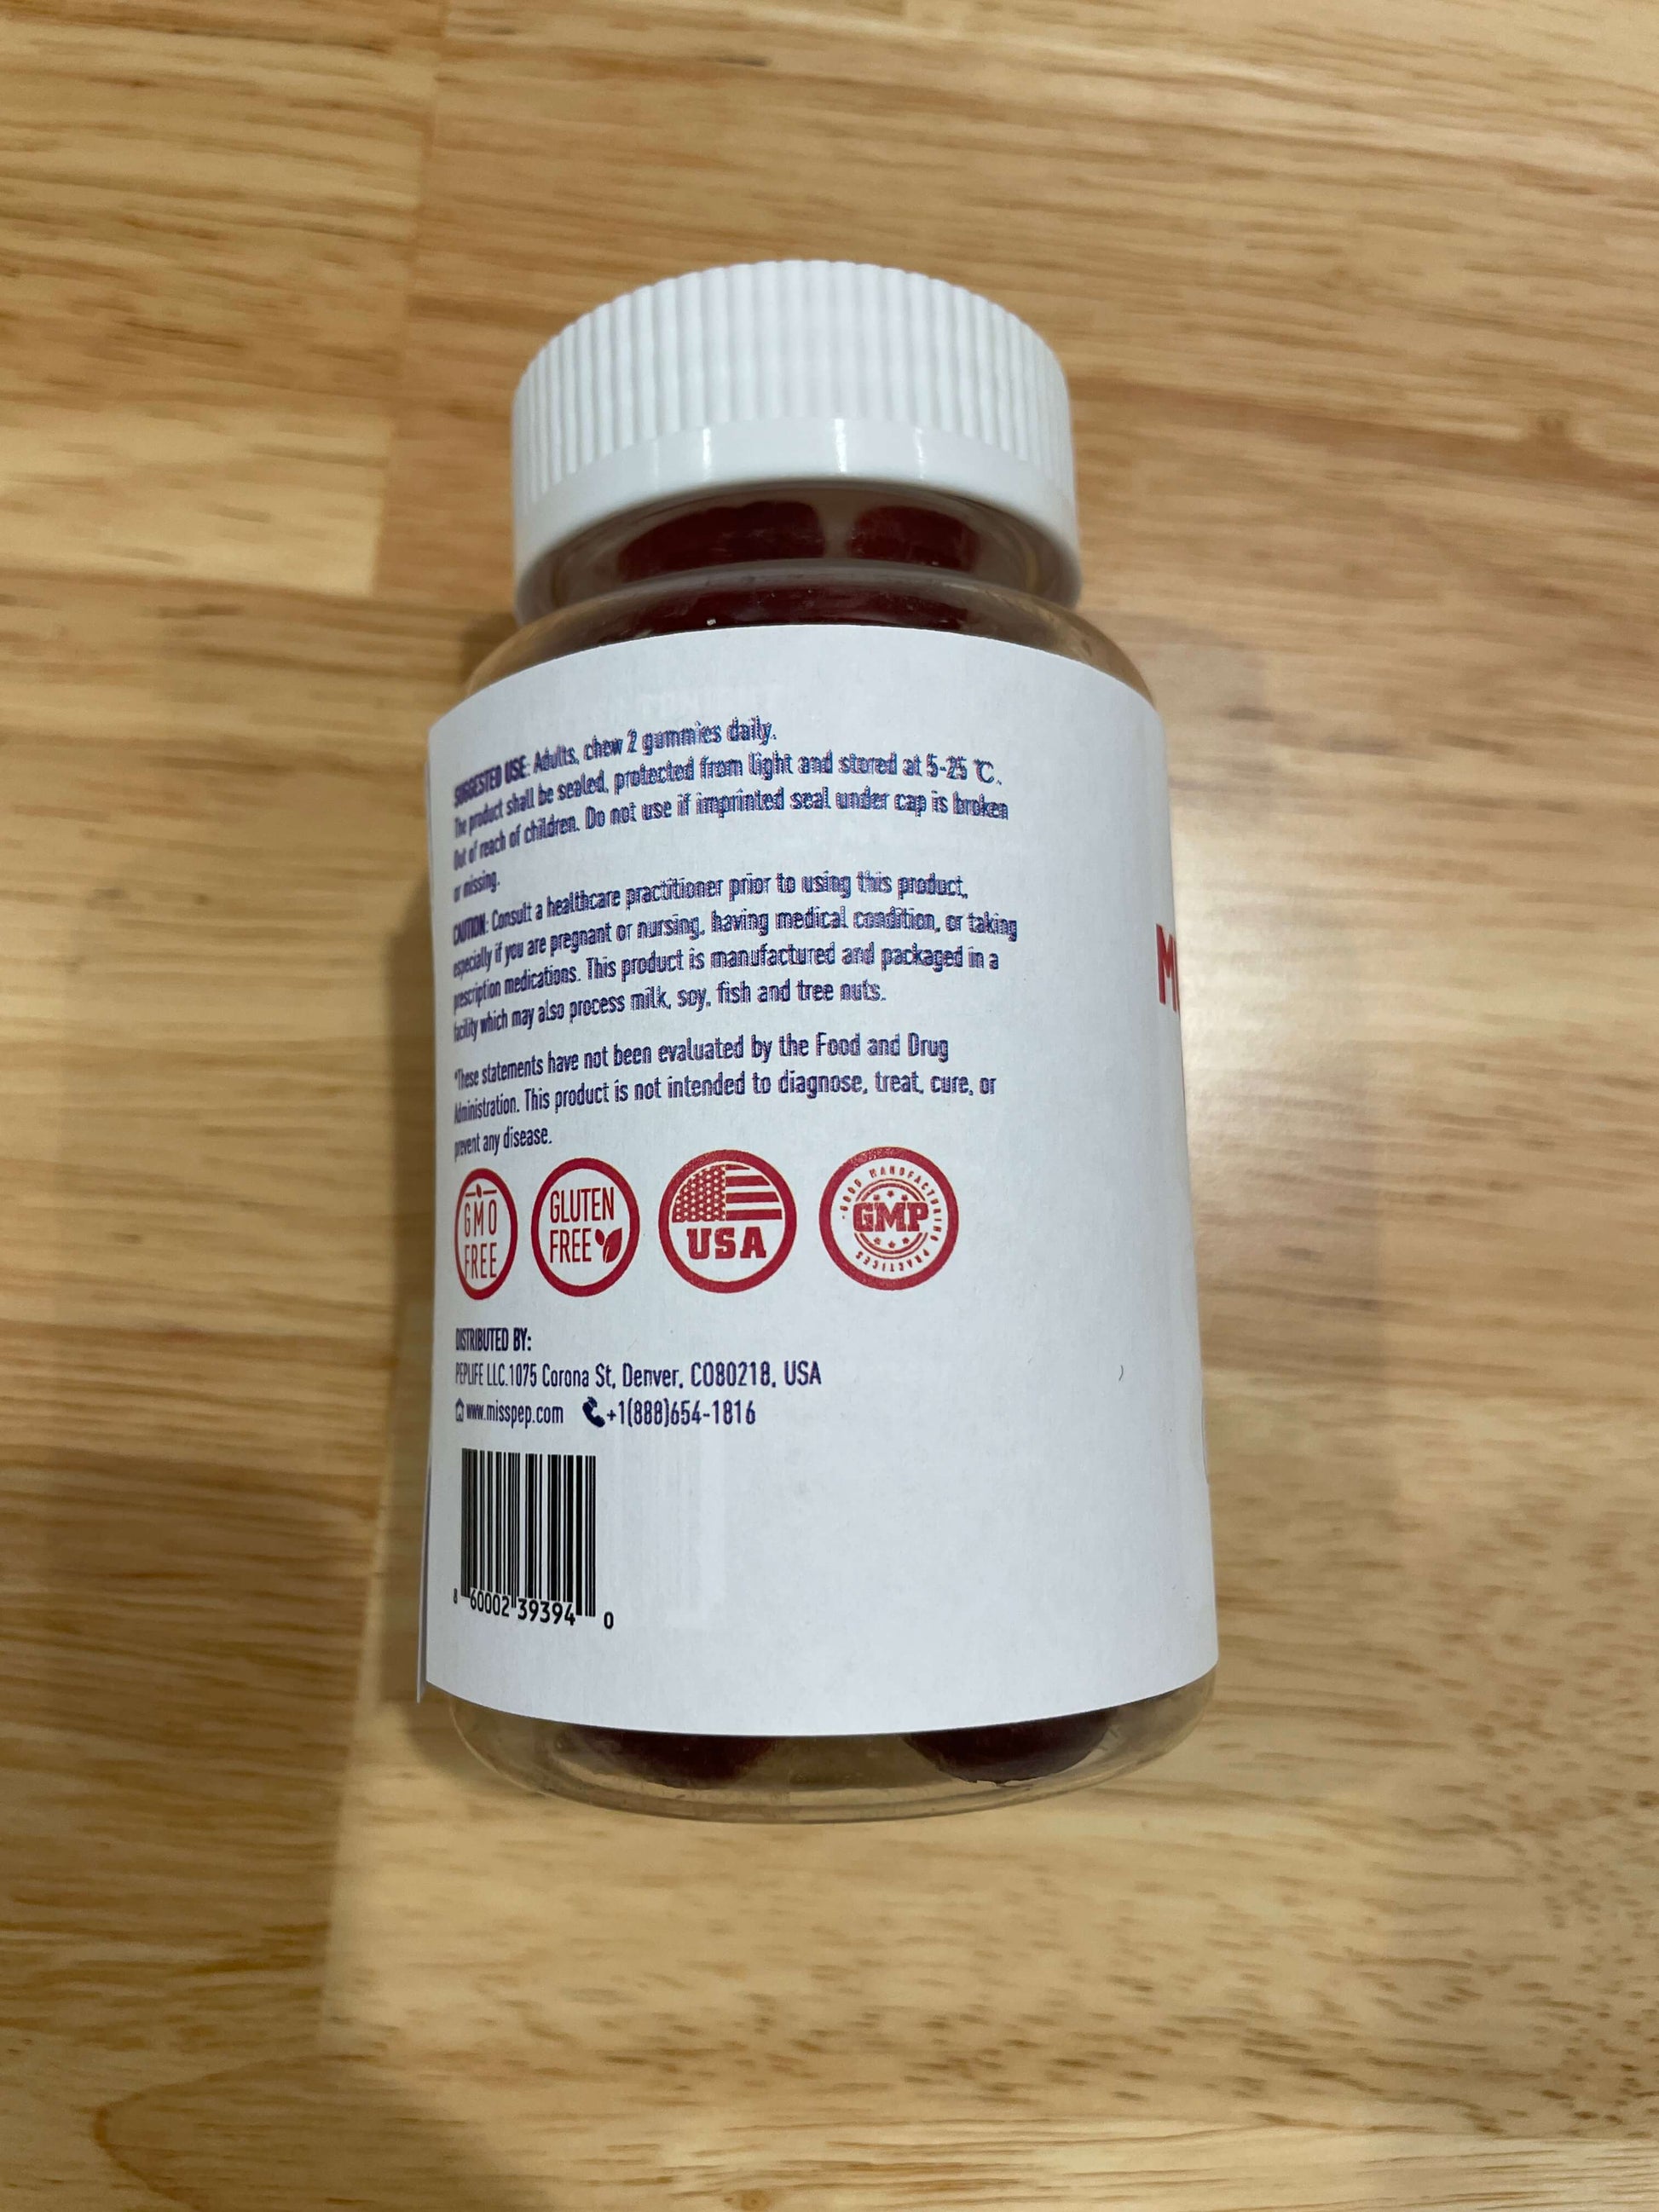 SUGGESTED USE: Adults, chew 2 gummies daily.
The product shall be sealed, protected from light and stored at 5-25 ℃.
Out of reach of children. Do not use if imprinted seal under cap is broken
or missing.
CAUTION: Consult a healthcare practitioner prior to using this product,
especially if you are pregnant or nursing, having medical condition, or taking
prescription medications. This product is manufactured and packaged in a
facility which may also process milk, soy, fish and tree nuts.
*These statements have not been evaluated by the Food and Drug
Administration. This product is not intended to diagnose, treat, cure, or
prevent any disease.
GMO
FREE
GLUTEN
FREE
USA
GOOD MANUFACTURING PRACTICES
GMP
DISTRIBUTED BY:
PEPLIFE LLC.1075 Corona St, Denver, CO80218, USA
www.misspep.com +1(888)654-1816
8 60002 39394 0